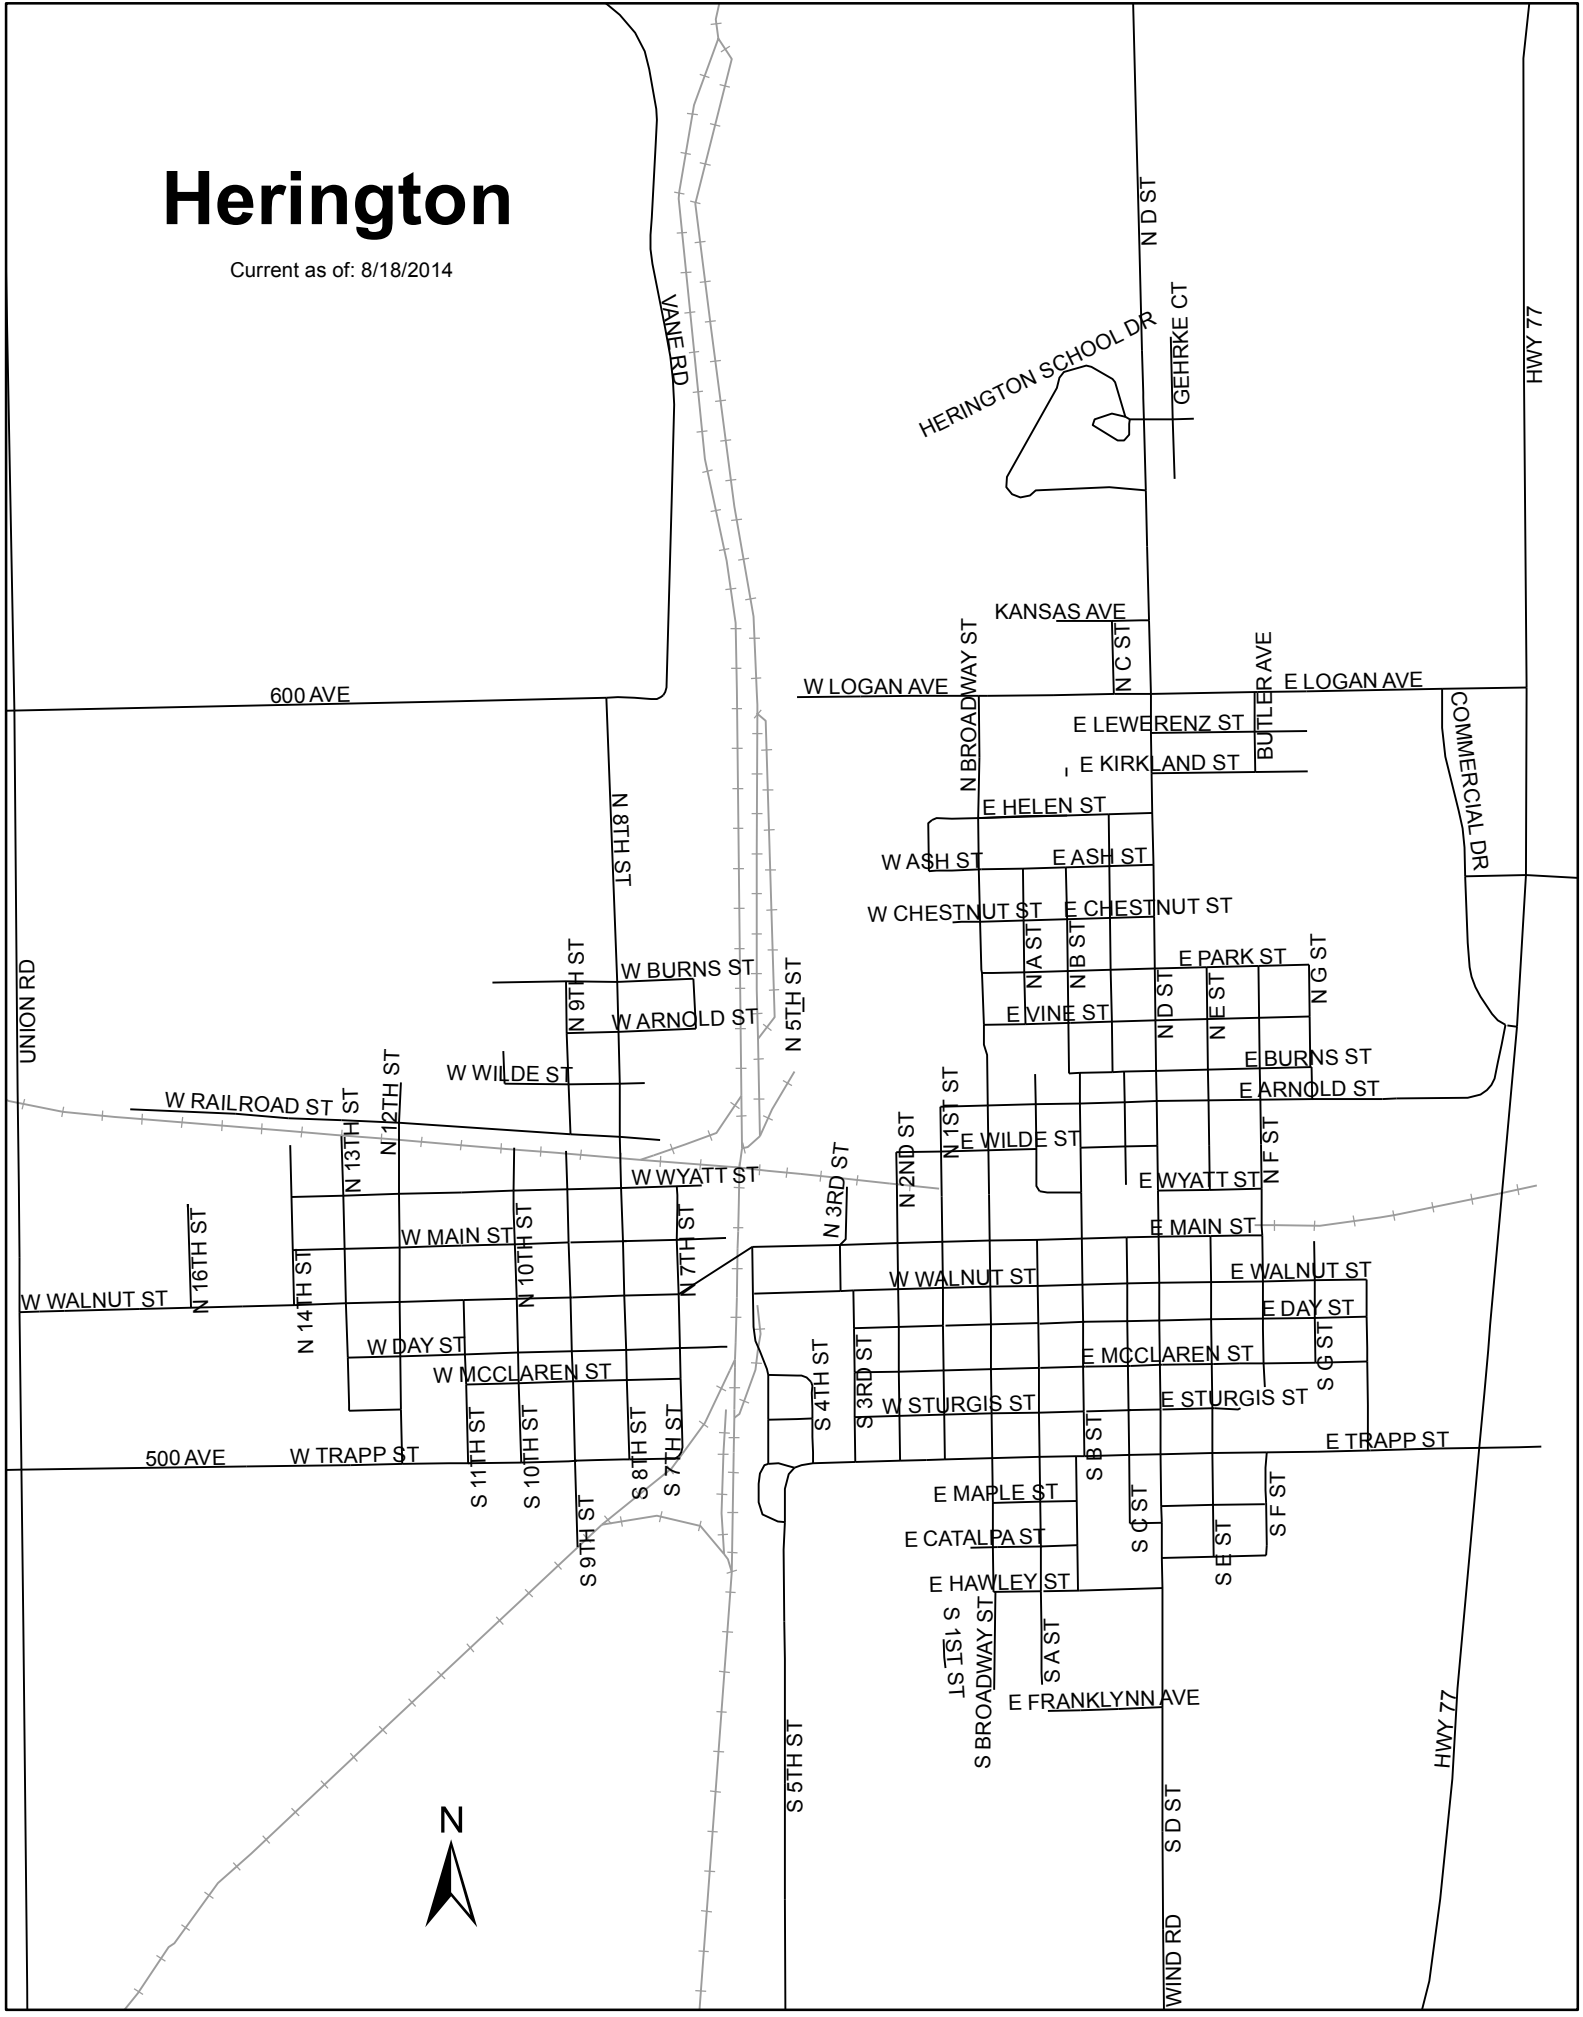 Herington
Current as of: 8/18/2014
N D ST
GEHRKE CT
VANE RD
HERINGTON SCHOOL DR
HWY 77
KANSAS AVE
N C ST
N BROADWAY ST
BUTLER AVE
600 AVE
W LOGAN AVE
E LOGAN AVE
COMMERCIAL DR
E LEWERENZ ST
E KIRKLAND ST
N 8TH ST
E HELEN ST
W ASH ST
E ASH ST
W CHESTNUT ST
E CHESTNUT ST
N A ST
N B ST
E PARK ST
N G ST
UNION RD
N 9TH ST
W BURNS ST
N 5TH ST
N D ST
N E ST
W ARNOLD ST
E VINE ST
W WILDE ST
E BURNS ST
N 12TH ST
N 13TH ST
W RAILROAD ST
N 1ST ST
E ARNOLD ST
N 2ND ST
E WILDE ST
N F ST
N 3RD ST
W WYATT ST
E WYATT ST
N 16TH ST
N 10TH ST
N 7TH ST
W MAIN ST
E MAIN ST
N 14TH ST
W WALNUT ST
W WALNUT ST
E WALNUT ST
E DAY ST
W DAY ST
S 4TH ST
S 3RD ST
S G ST
E MCCLAREN ST
W MCCLAREN ST
W STURGIS ST
E STURGIS ST
S 11TH ST
S 10TH ST
S 8TH ST
S 7TH ST
S B ST
500 AVE
W TRAPP ST
E TRAPP ST
E MAPLE ST
S C ST
S F ST
S 9TH ST
E CATALPA ST
S E ST
E HAWLEY ST
S 1ST ST
S BROADWAY ST
S A ST
E FRANKLYNN AVE
S 5TH ST
HWY 77
S D ST
N
WIND RD